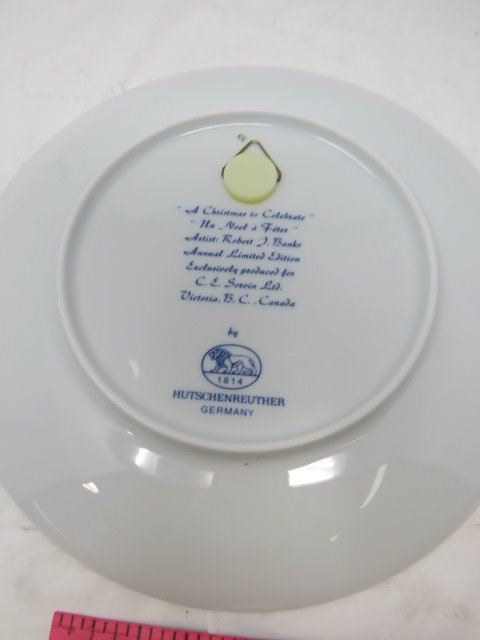 "A Christmas to Celebrate"
"Un Noel á Fêter"
Artist: Robert J. Banks
Annual Limited Edition
Exclusively produced for
C. E. Sorvin Ltd.
Victoria, B. C., Canada
by
1814
HUTSCHENREUTHER
GERMANY